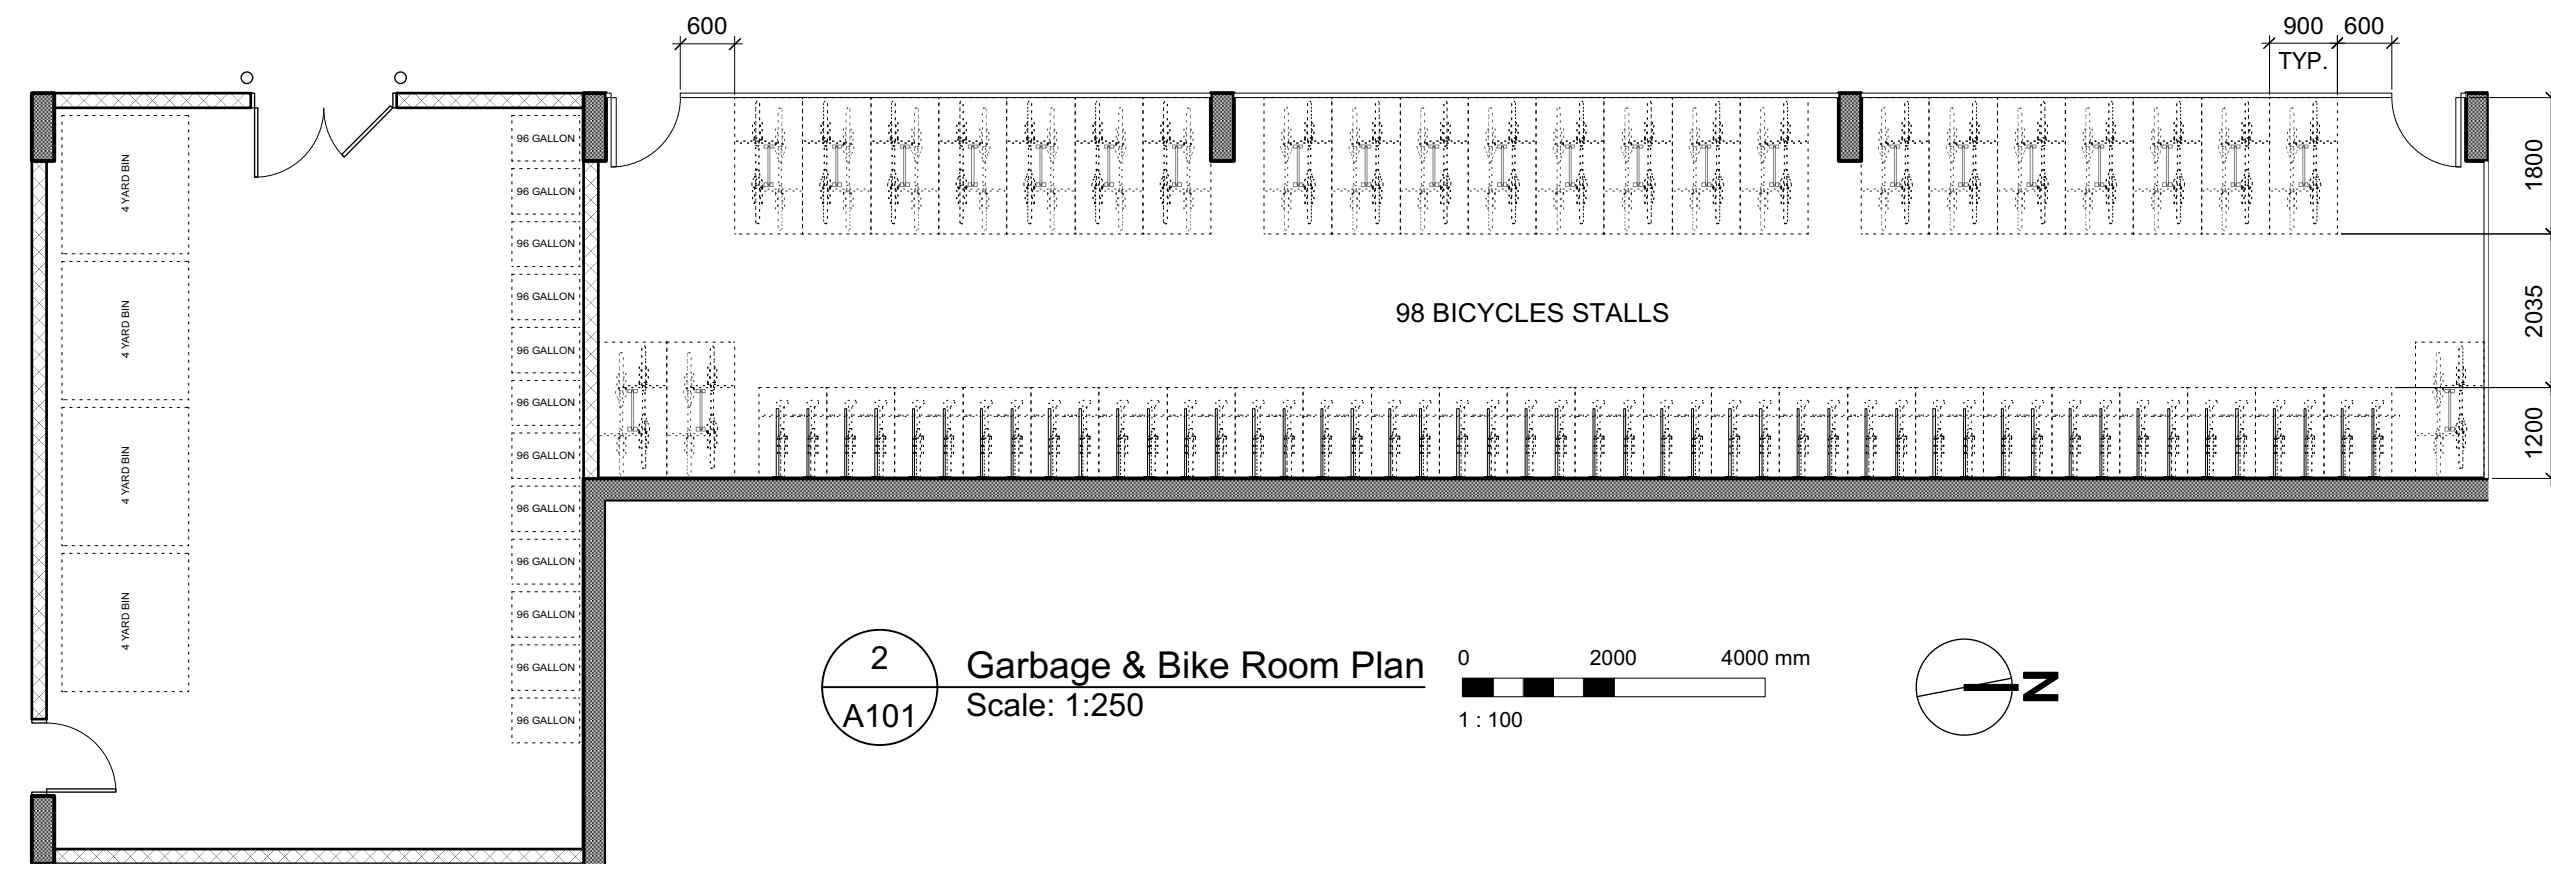 600
900 600
TYP.
4 YARD BIN
4 YARD BIN
4 YARD BIN
4 YARD BIN
96 GALLON
96 GALLON
96 GALLON
96 GALLON
96 GALLON
96 GALLON
96 GALLON
96 GALLON
96 GALLON
96 GALLON
96 GALLON
96 GALLON
98 BICYCLES STALLS
1800
2035
1200
2
A101
Garbage & Bike Room Plan
Scale: 1:250
0 2000 4000 mm
1 : 100
N